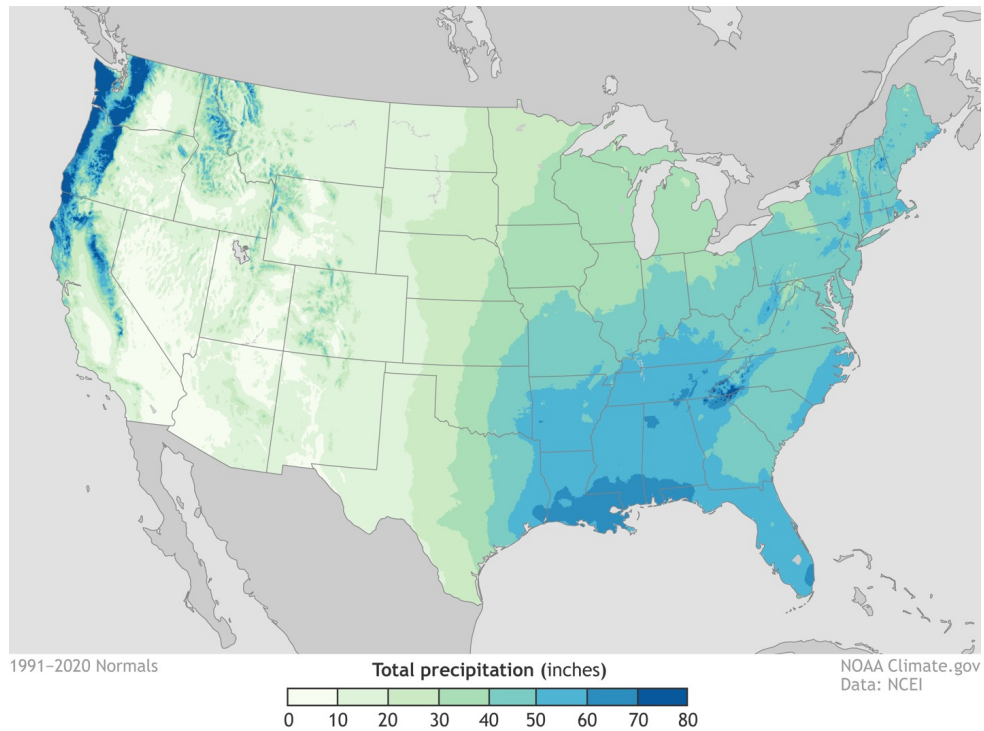 1991–2020 Normals
Total precipitation (inches)
NOAA Climate.gov
Data: NCEI
0 10 20 30 40 50 60 70 80